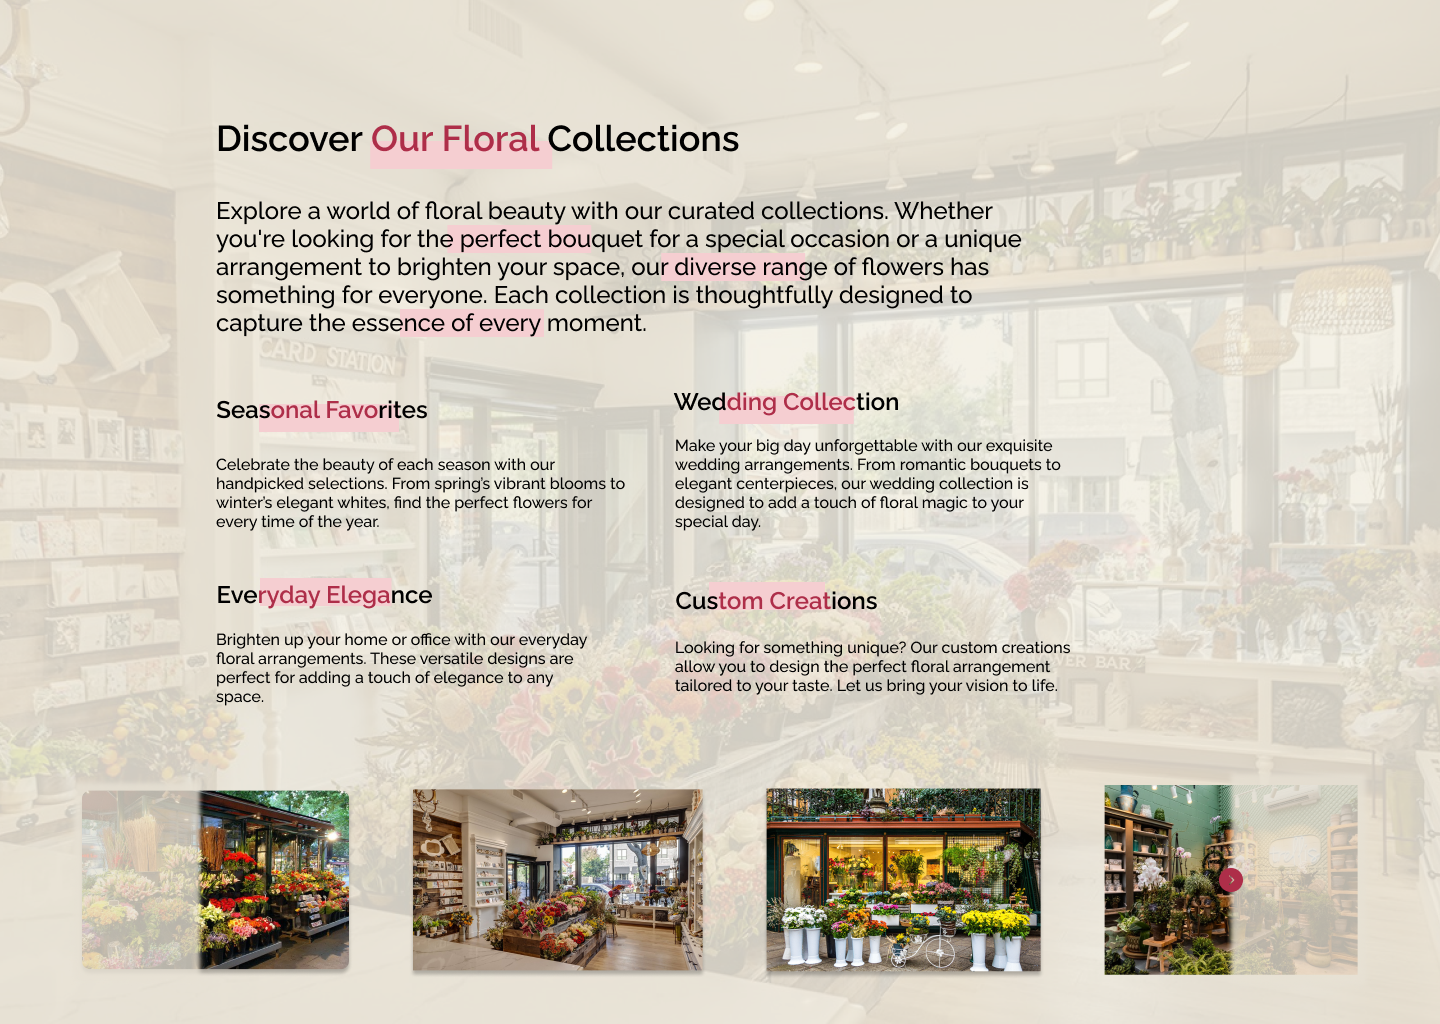 Discover Our Floral Collections
Explore a world of floral beauty with our curated collections. Whether
you're looking for the perfect bouquet for a special occasion or a unique
arrangement to brighten your space, our diverse range of flowers has
something for everyone. Each collection is thoughtfully designed to
capture the essence of every moment.
CARD STATION
Seasonal Favorites
Celebrate the beauty of each season with our
handpicked selections. From spring's vibrant blooms to
winter's elegant whites, find the perfect flowers for
every time of the year.
Wedding Collection
Make your big day unforgettable with our exquisite
wedding arrangements. From romantic bouquets to
elegant centerpieces, our wedding collection is
designed to add a touch of floral magic to your
special day.
Everyday Elegance
Brighten up your home or office with our everyday
floral arrangements. These versatile designs are
perfect for adding a touch of elegance to any
space.
Custom Creations
Looking for something unique? Our custom creations
allow you to design the perfect floral arrangement
tailored to your taste. Let us bring your vision to life.
BAR